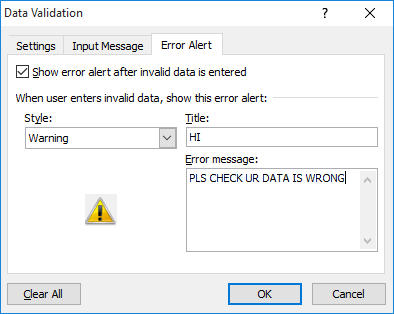 Data Validation
?
Settings
Input Message
Error Alert
Show error alert after invalid data is entered
When user enters invalid data, show this error alert:
Style:
Title:
Warning
HI
Error message:
PLS CHECK UR DATA IS WRONG
Clear All
OK
Cancel